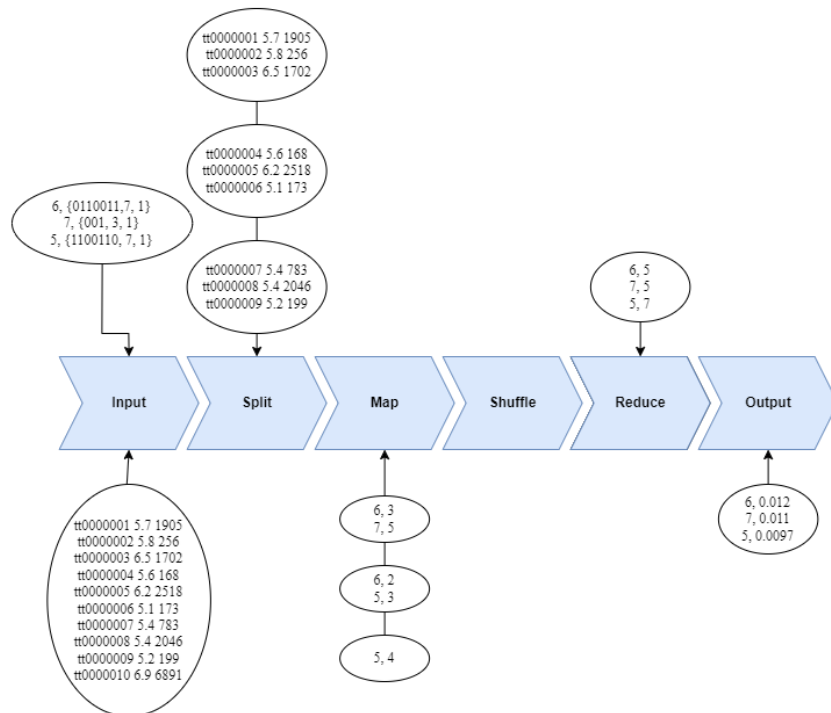 tt0000001 5.7 1905
tt0000002 5.8 256
tt0000003 6.5 1702
tt0000004 5.6 168
tt0000005 6.2 2518
tt0000006 5.1 173
6, {0110011,7, 1}
7, {001, 3, 1}
5, {1100110, 7, 1}
tt0000007 5.4 783
tt0000008 5.4 2046
tt0000009 5.2 199
6, 5
7, 5
5, 7
Input
Split
Map
Shuffle
Reduce
Output
tt0000001 5.7 1905
tt0000002 5.8 256
tt0000003 6.5 1702
tt0000004 5.6 168
tt0000005 6.2 2518
tt0000006 5.1 173
tt0000007 5.4 783
tt0000008 5.4 2046
tt0000009 5.2 199
tt0000010 6.9 6891
6, 3
7, 5
6, 2
5, 3
5, 4
6, 0.012
7, 0.011
5, 0.0097